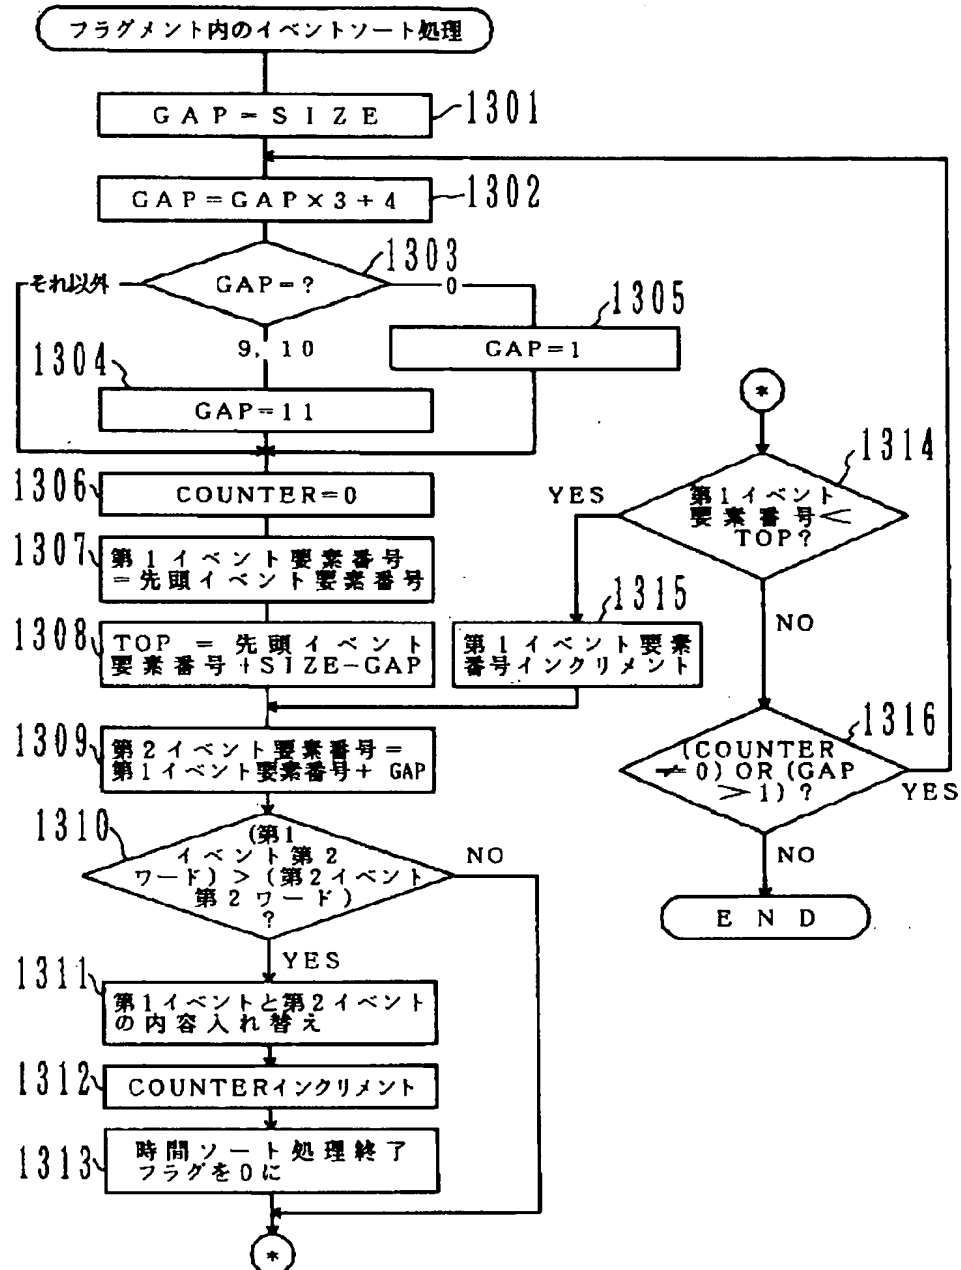 フラグメント内のイベントソート処理
GAP=SIZE
1301
GAP=GAP×3+4
1302
1303
それ以外
GAP=?
0
1305
9, 10
GAP=1
1304
GAP=11
*
1306
COUNTER=0
1314
YES
第1イベント
要素番号<
TOP?
1307
第1イベント要素番号
=先頭イベント要素番号
NO
1315
1308
TOP=先頭イベント
要素番号+SIZE-GAP
第1イベント要素
番号インクリメント
1309
第2イベント要素番号=
第1イベント要素番号+GAP
1316
(COUNTER
≠0) OR (GAP
>1)?
YES
1310
(第1
イベント第2
ワード)>(第2イベント
第2ワード)
?
NO
NO
END
YES
1311
第1イベントと第2イベント
の内容入れ替え
1312
COUNTERインクリメント
1313
時間ソート処理終了
フラグを0に
*